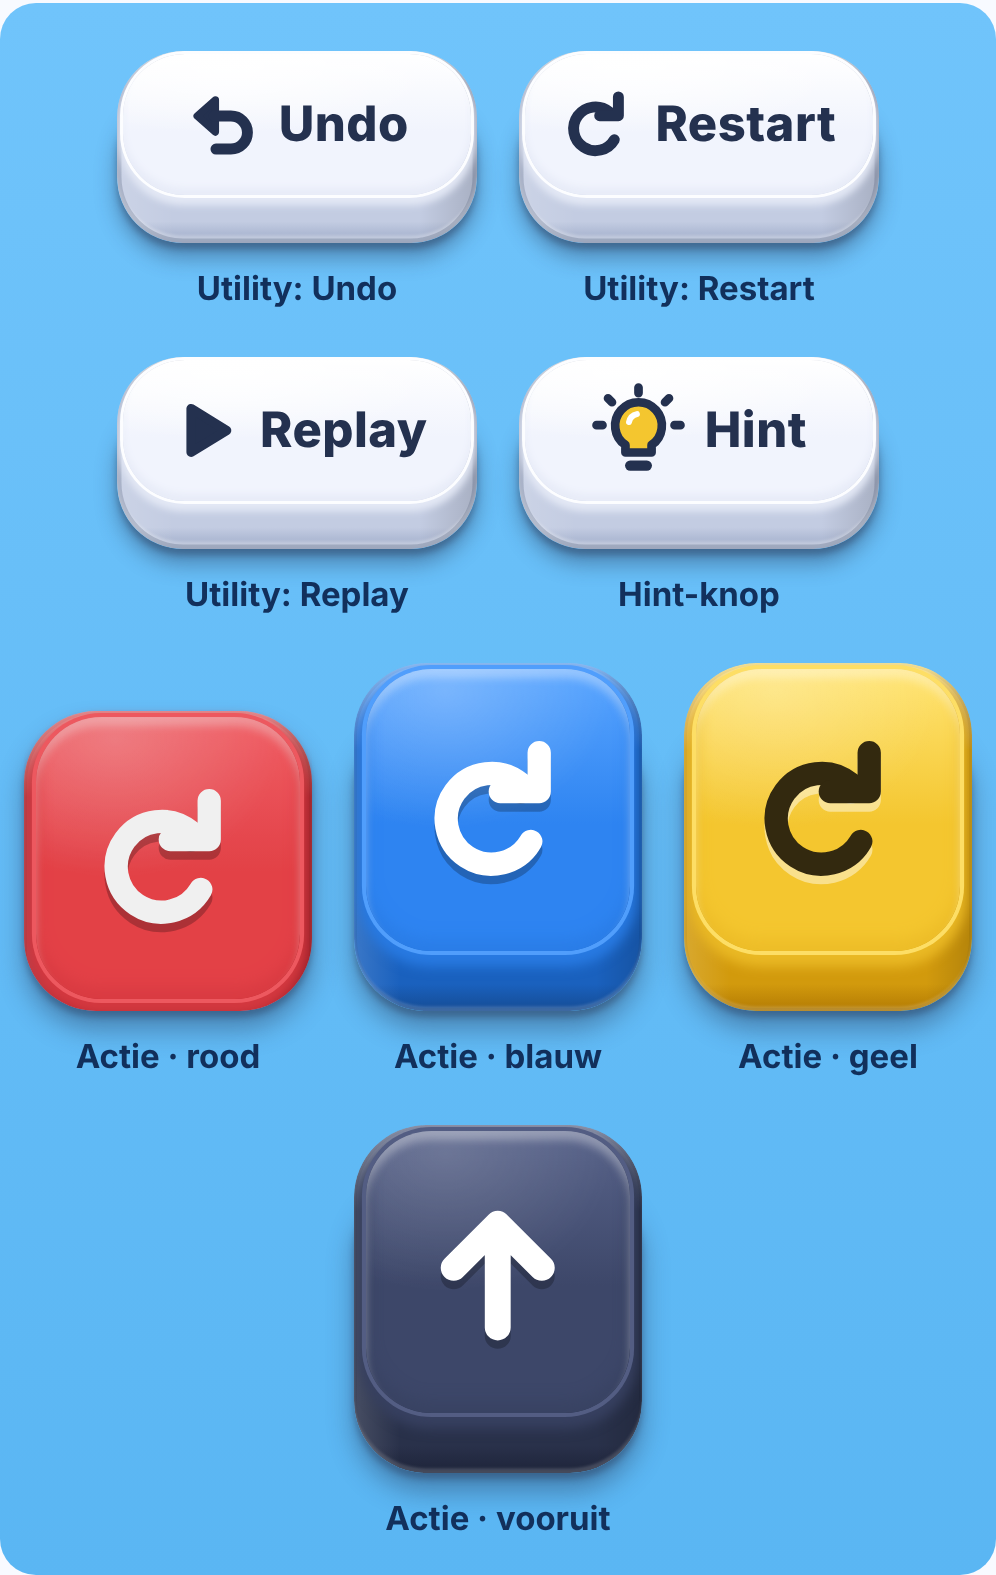 Undo
Restart
Utility: Undo
Utility: Restart
Replay
Hint
Utility: Replay
Hint-knop
Actie · rood
Actie · blauw
Actie · geel
Actie · vooruit